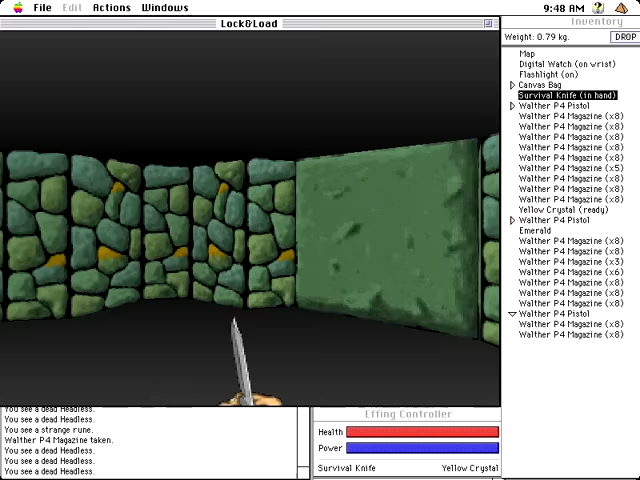 File Edit Actions Windows 9:48 AM
Lock&Load
Inventory
Weight: 0.79 kg. DROP
Map
Digital Watch (on wrist)
Flashlight (on)
Canvas Bag
Survival Knife (in hand)
Walther P4 Pistol
Walther P4 Magazine (x8)
Walther P4 Magazine (x8)
Walther P4 Magazine (x8)
Walther P4 Magazine (x8)
Walther P4 Magazine (x8)
Walther P4 Magazine (x5)
Walther P4 Magazine (x8)
Walther P4 Magazine (x8)
Walther P4 Magazine (x8)
Yellow Crystal (ready)
Walther P4 Pistol
Emerald
Walther P4 Magazine (x8)
Walther P4 Magazine (x8)
Walther P4 Magazine (x3)
Walther P4 Magazine (x6)
Walther P4 Magazine (x8)
Walther P4 Magazine (x8)
Walther P4 Magazine (x8)
Walther P4 Pistol
Walther P4 Magazine (x8)
Walther P4 Magazine (x8)
You see a dead Headless.
You see a dead Headless.
You see a strange rune.
Walther P4 Magazine taken.
You see a dead Headless.
You see a dead Headless.
You see a dead Headless.
Effing Controller
Health
Power
Survival Knife Yellow Crystal